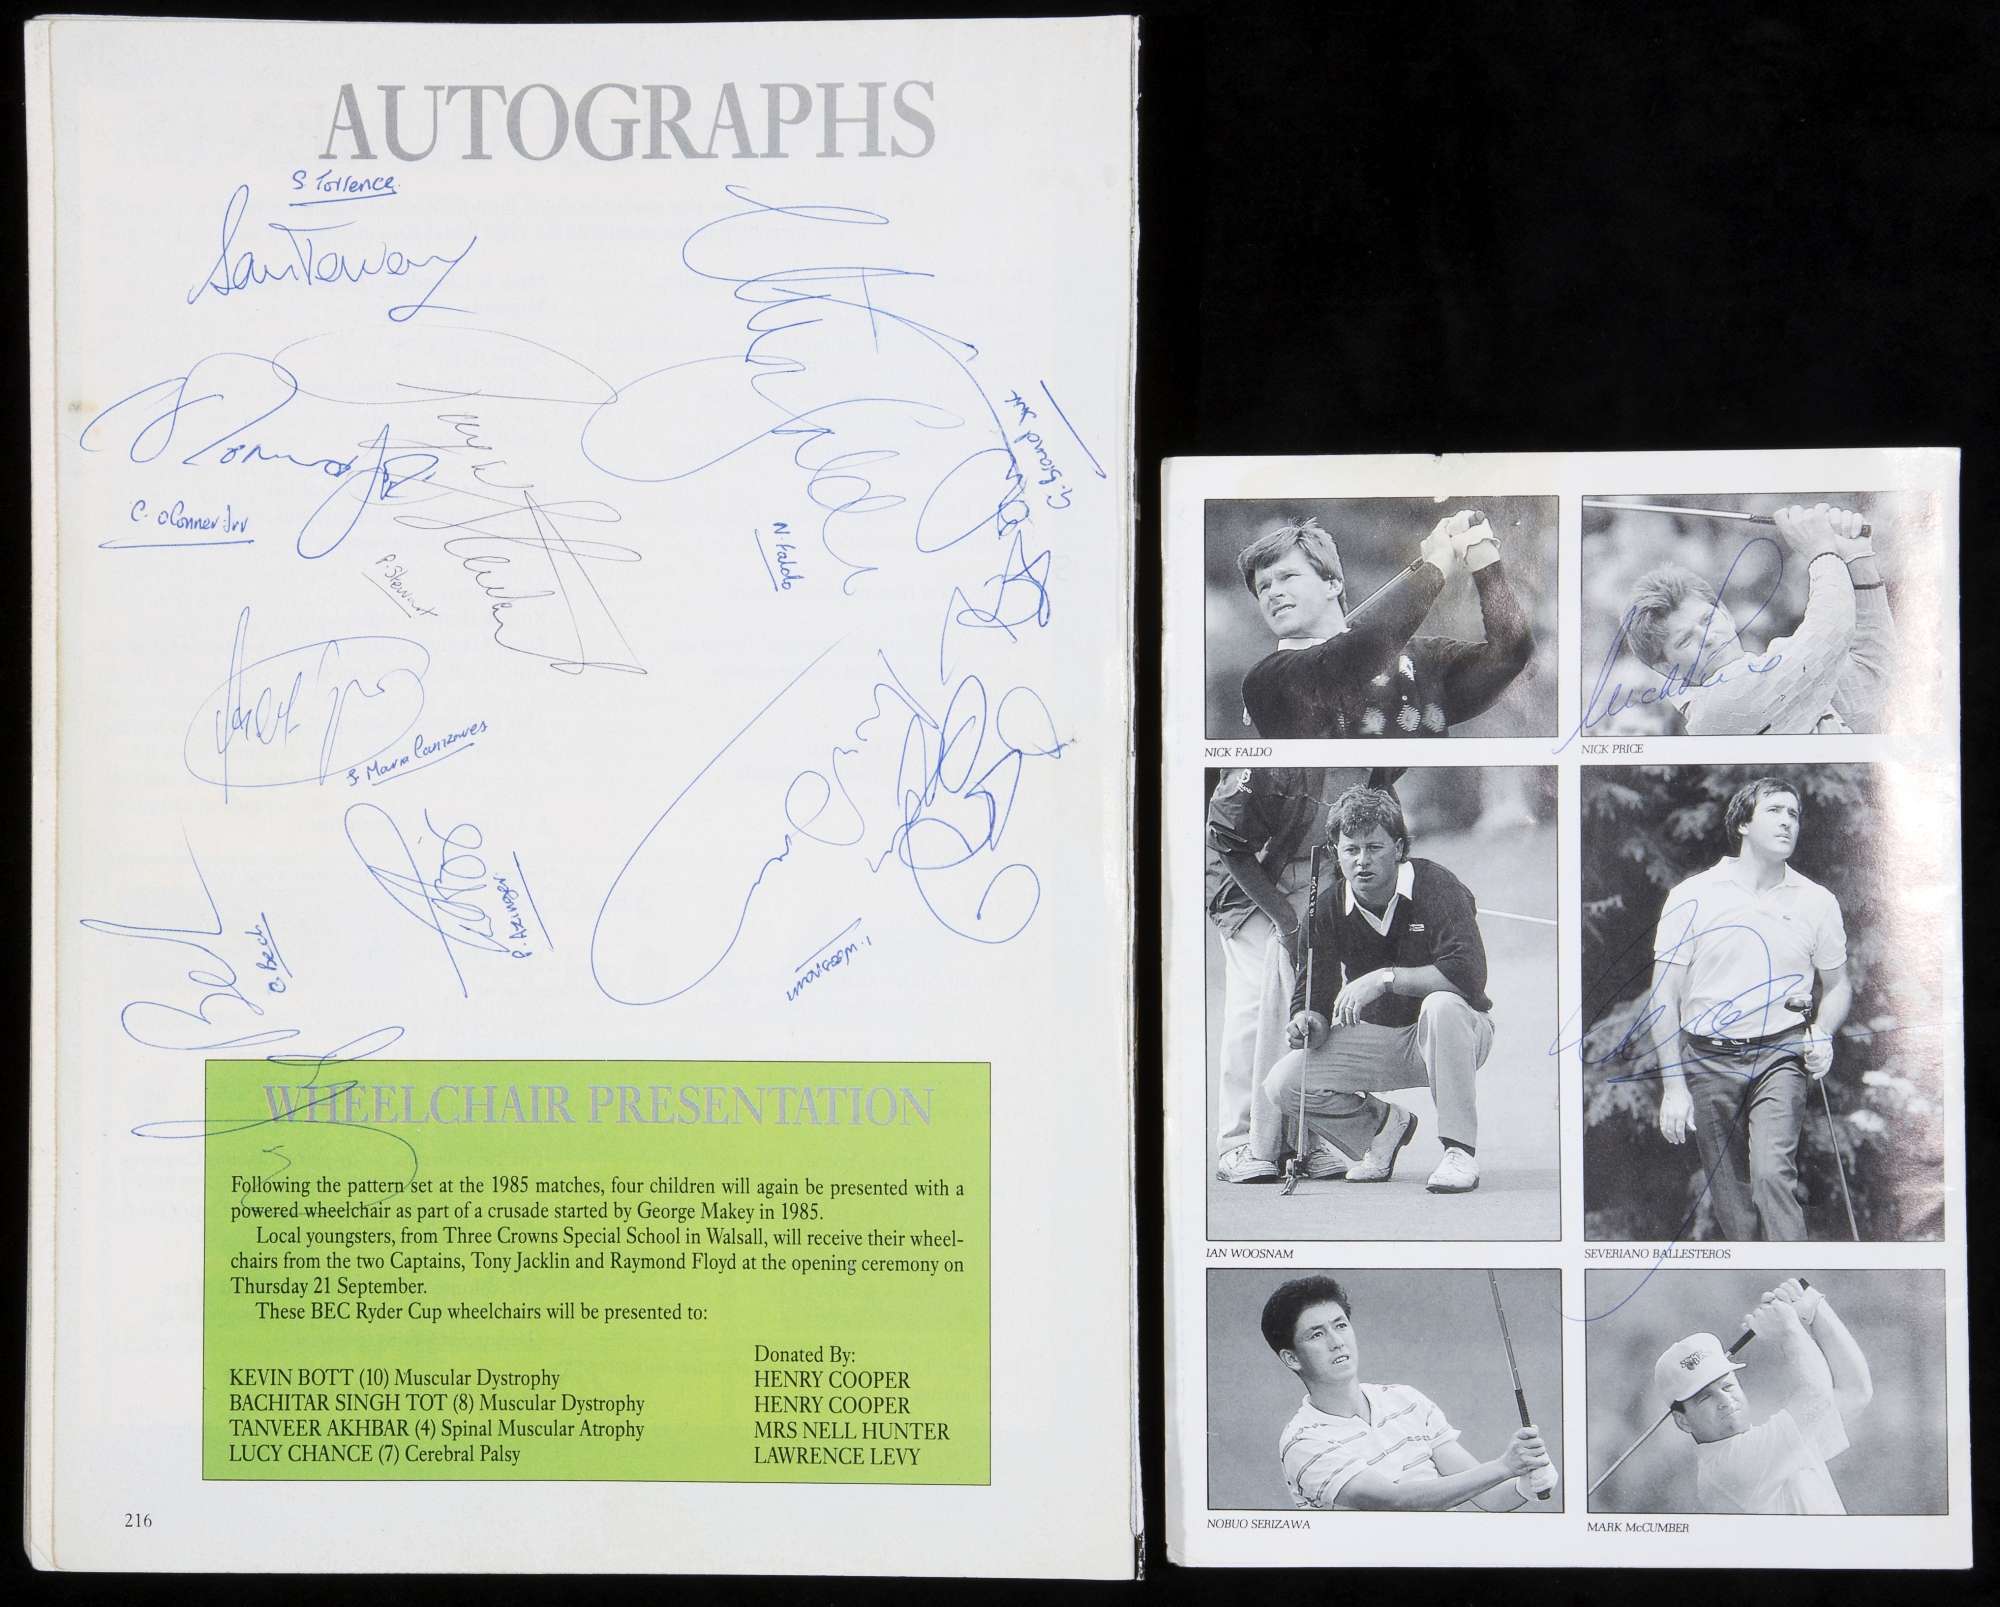 AUTOGRAPHS
S Torrence
C. O'Connor Jnr
P. Stewart
N. Faldo
G. Brand Jnr
J. Maria Canizaves
P. Azinger
C. Beck
I. Woosnam
WHEELCHAIR PRESENTATION
Following the pattern set at the 1985 matches, four children will again be presented with a
powered wheelchair as part of a crusade started by George Makey in 1985.
Local youngsters, from Three Crowns Special School in Walsall, will receive their wheel-
chairs from the two Captains, Tony Jacklin and Raymond Floyd at the opening ceremony on
Thursday 21 September.
These BEC Ryder Cup wheelchairs will be presented to:
Donated By:
KEVIN BOTT (10) Muscular Dystrophy HENRY COOPER
BACHITAR SINGH TOT (8) Muscular Dystrophy HENRY COOPER
TANVEER AKHBAR (4) Spinal Muscular Atrophy MRS NELL HUNTER
LUCY CHANCE (7) Cerebral Palsy LAWRENCE LEVY
216
NICK FALDO
NICK PRICE
IAN WOOSNAM
SEVERIANO BALLESTEROS
NOBUO SERIZAWA
MARK McCUMBER